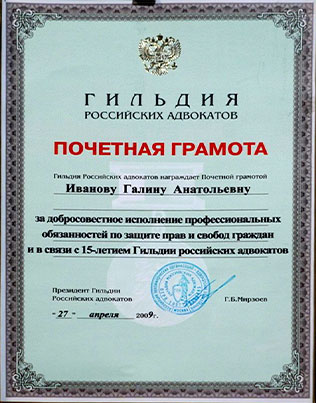 ГИЛЬДИЯ
РОССИЙСКИХ АДВОКАТОВ
ПОЧЕТНАЯ ГРАМОТА
Гильдия Российских адвокатов награждает Почетной грамотой
Иванову Галину Анатольевну
за добросовестное исполнение профессиональных
обязанностей по защите прав и свобод граждан
и в связи с 15-летием Гильдии российских адвокатов
Президент Гильдии
Российских адвокатов
Г.Б.Мирзоев
"27" апреля 2009г.